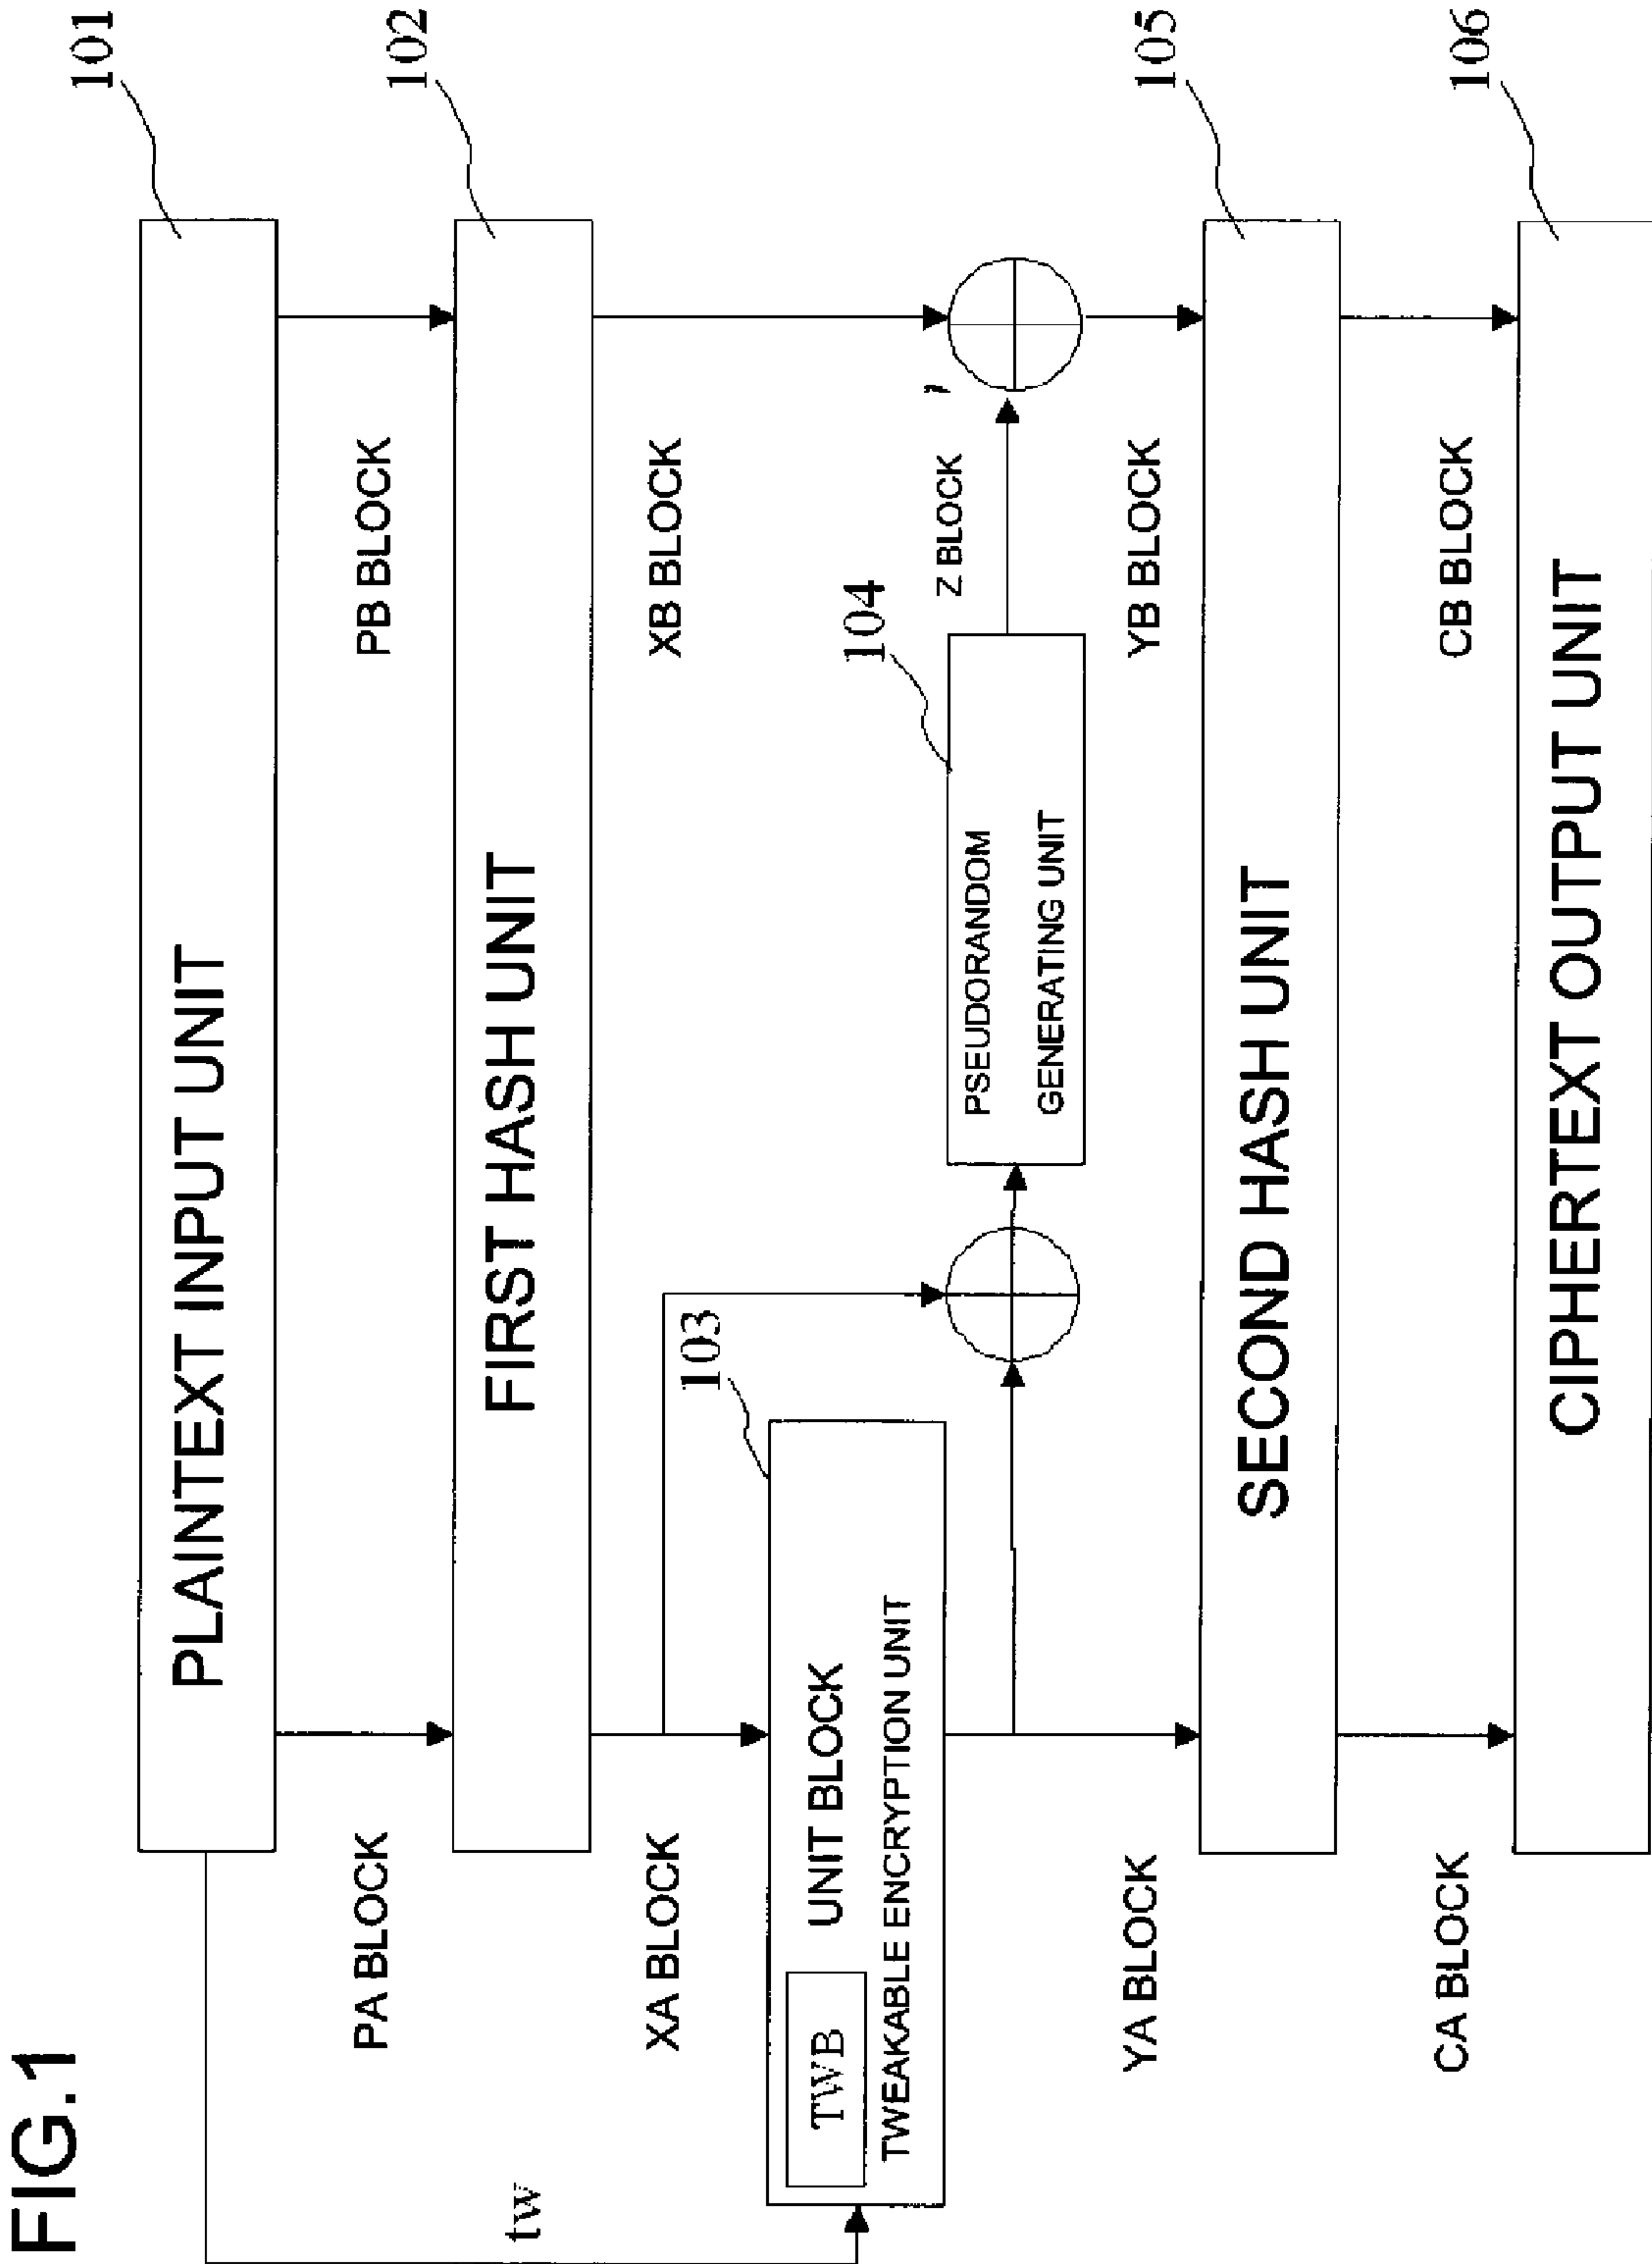 FIG.1
101
PLAINTEXT INPUT UNIT
tw
PA BLOCK
PB BLOCK
102
FIRST HASH UNIT
XA BLOCK
XB BLOCK
103
TWB
UNIT BLOCK
TWEAKABLE ENCRYPTION UNIT
104
PSEUDORANDOM
GENERATING UNIT
Z BLOCK
YA BLOCK
YB BLOCK
105
SECOND HASH UNIT
CA BLOCK
CB BLOCK
106
CIPHERTEXT OUTPUT UNIT